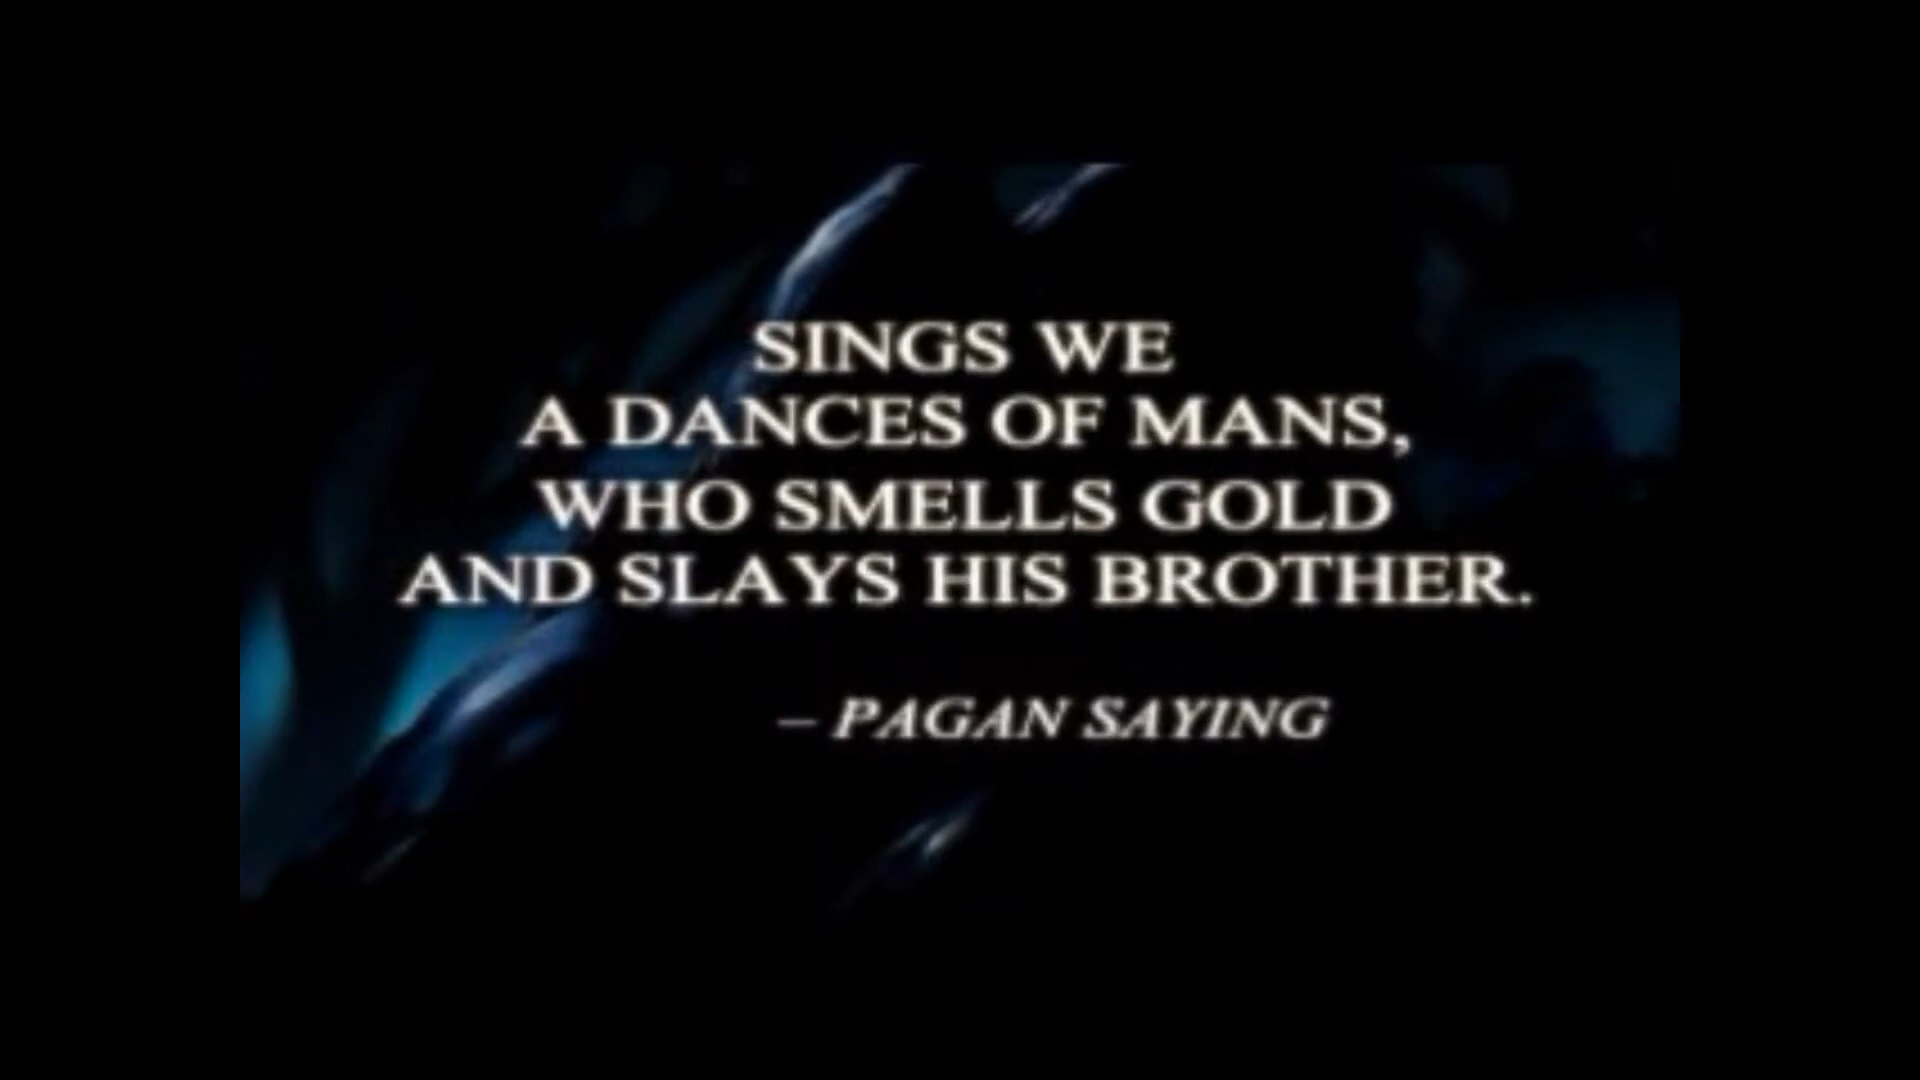 SINGS WE
A DANCES OF MANS,
WHO SMELLS GOLD
AND SLAYS HIS BROTHER.
– PAGAN SAYING